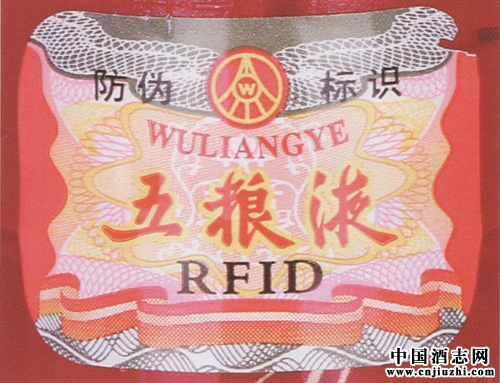 防伪 W 标识
WULIANGYE
五粮液
RFID
中国酒志网
www.cnjiuzhi.com